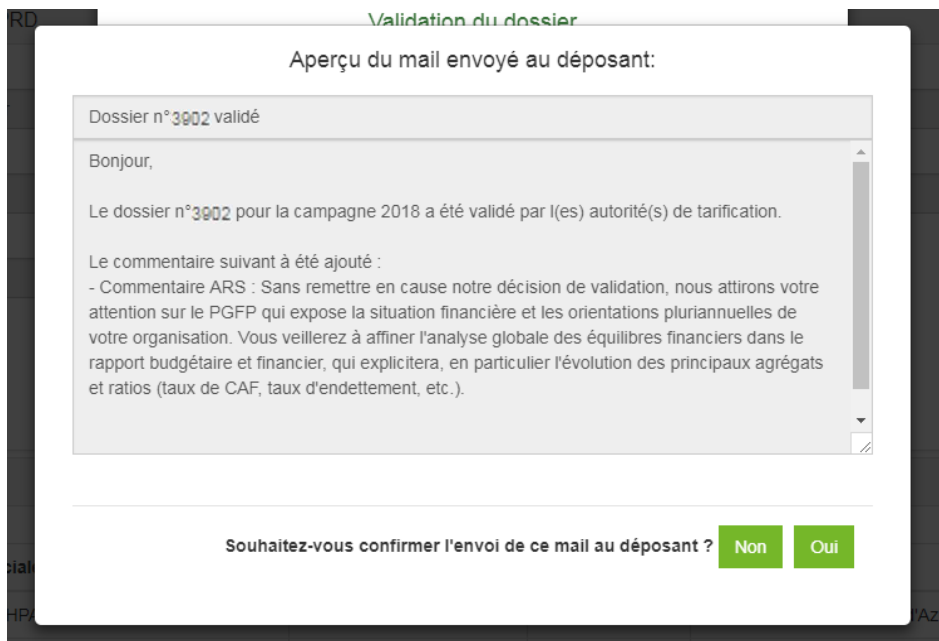 PRD
Validation du dossier
Aperçu du mail envoyé au déposant:
Dossier n°3902 validé
Bonjour,
Le dossier n°3902 pour la campagne 2018 a été validé par l(es) autorité(s) de tarification.
Le commentaire suivant à été ajouté :
- Commentaire ARS : Sans remettre en cause notre décision de validation, nous attirons votre
attention sur le PGFP qui expose la situation financière et les orientations pluriannuelles de
votre organisation. Vous veillerez à affiner l'analyse globale des équilibres financiers dans le
rapport budgétaire et financier, qui explicitera, en particulier l'évolution des principaux agrégats
et ratios (taux de CAF, taux d'endettement, etc.).
Souhaitez-vous confirmer l'envoi de ce mail au déposant ? Non Oui